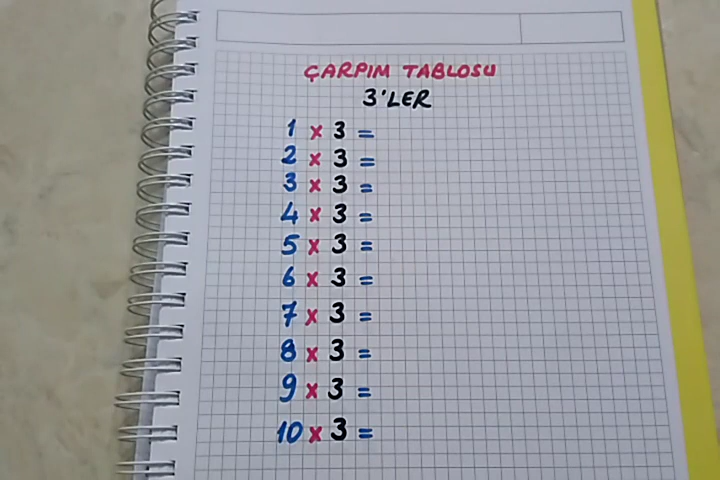 ÇARPIM TABLOSU
3'LER
1 x 3 =
2 x 3 =
3 x 3 =
4 x 3 =
5 x 3 =
6 x 3 =
7 x 3 =
8 x 3 =
9 x 3 =
10 x 3 =